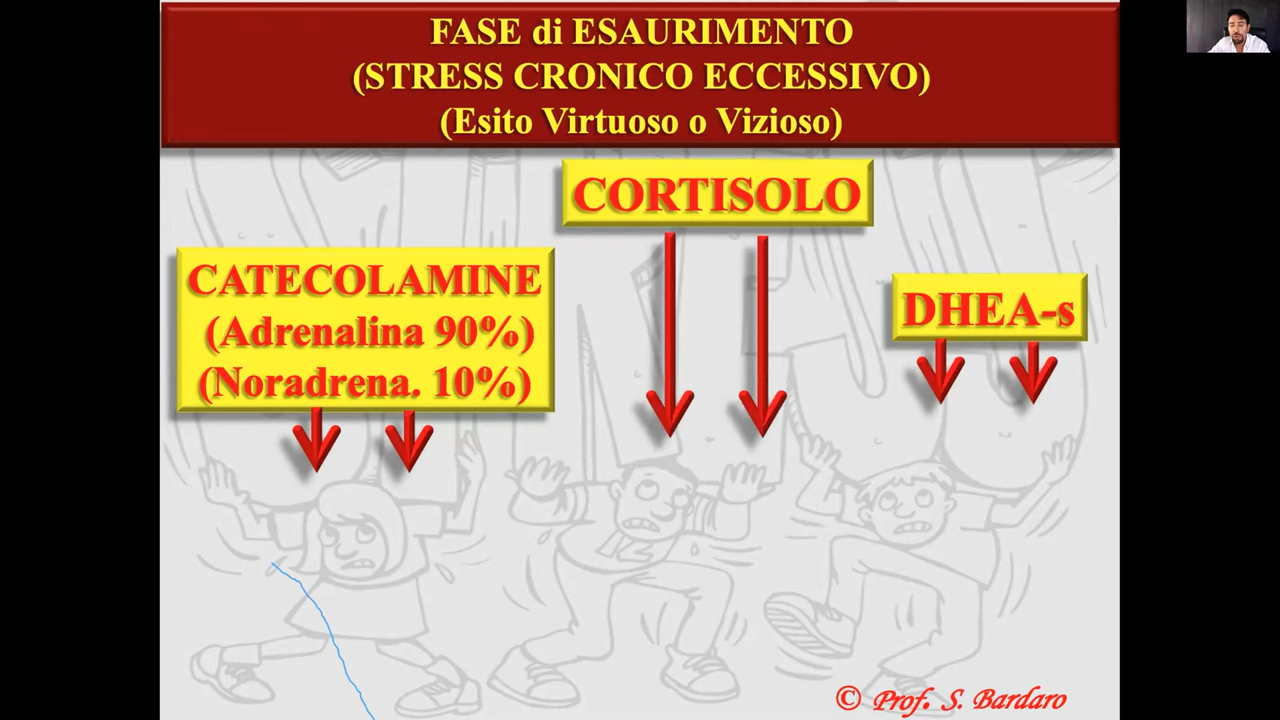 FASE di ESAURIMENTO
(STRESS CRONICO ECCESSIVO)
(Esito Virtuoso o Vizioso)
CORTISOLO
CATECOLAMINE
(Adrenalina 90%)
(Noradrena. 10%)
DHEA-s
© Prof. S. Bardaro